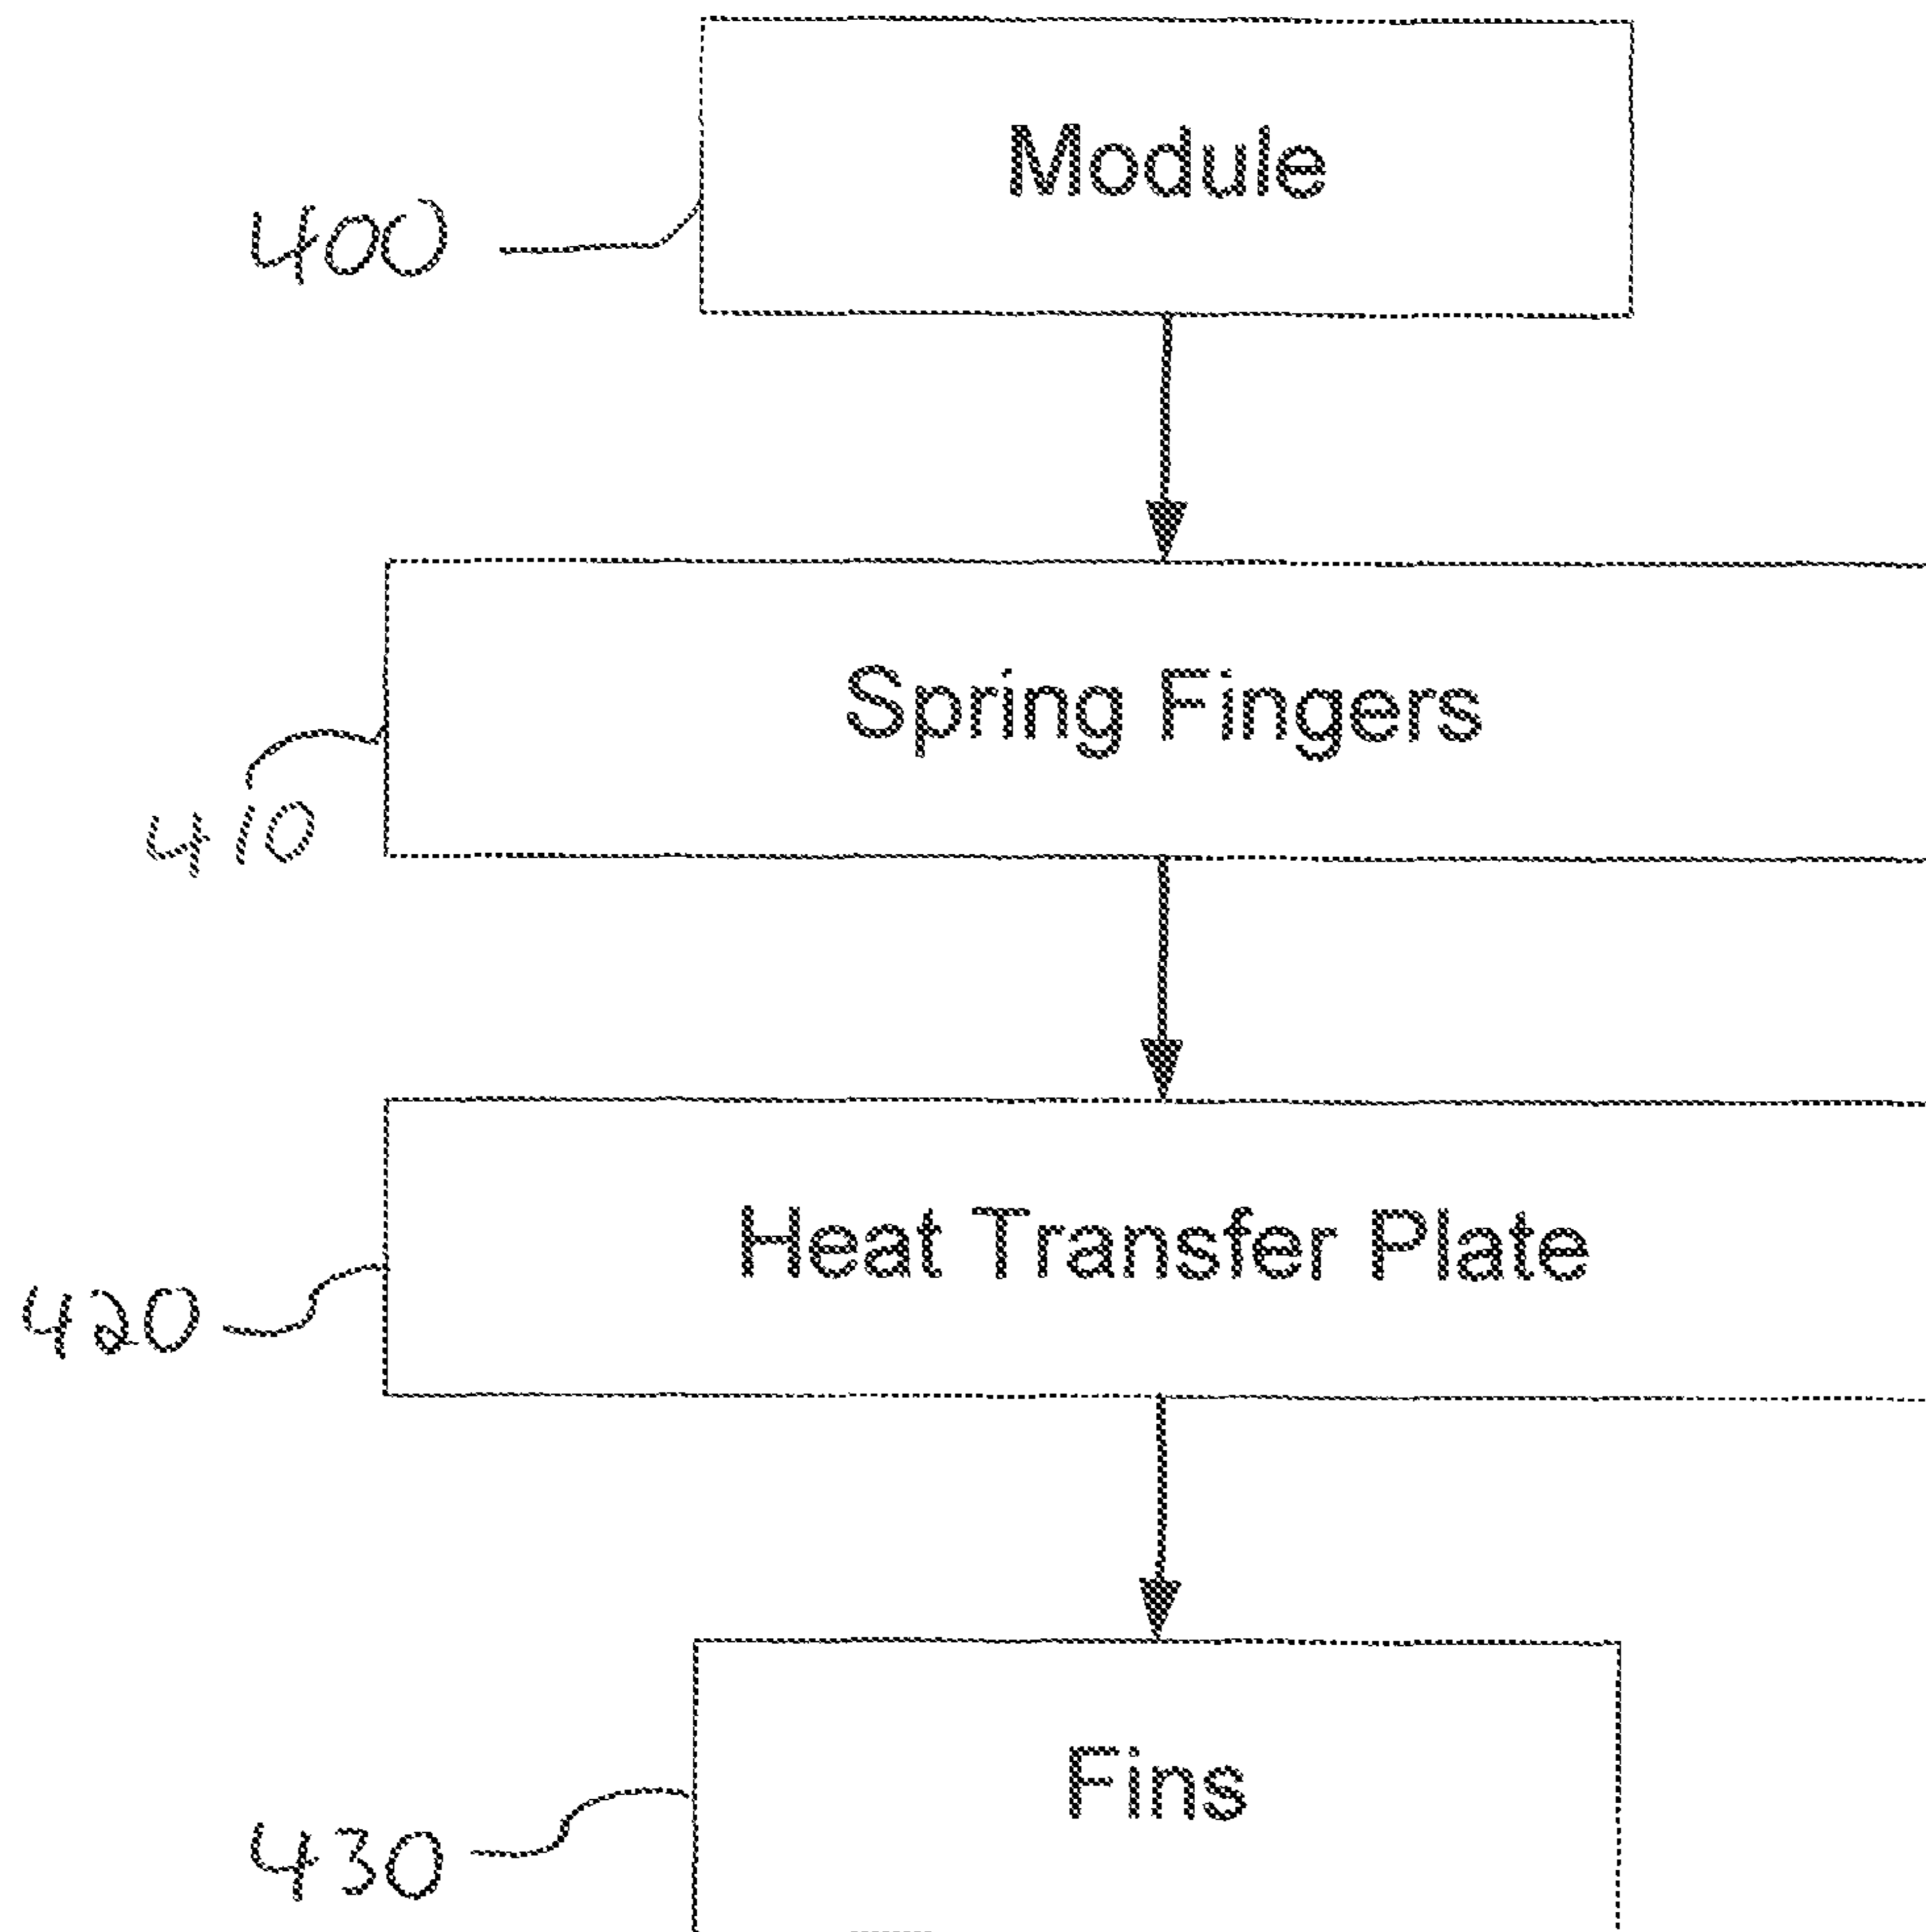 Module
400
Spring Fingers
410
Heat Transfer Plate
420
Fins
430